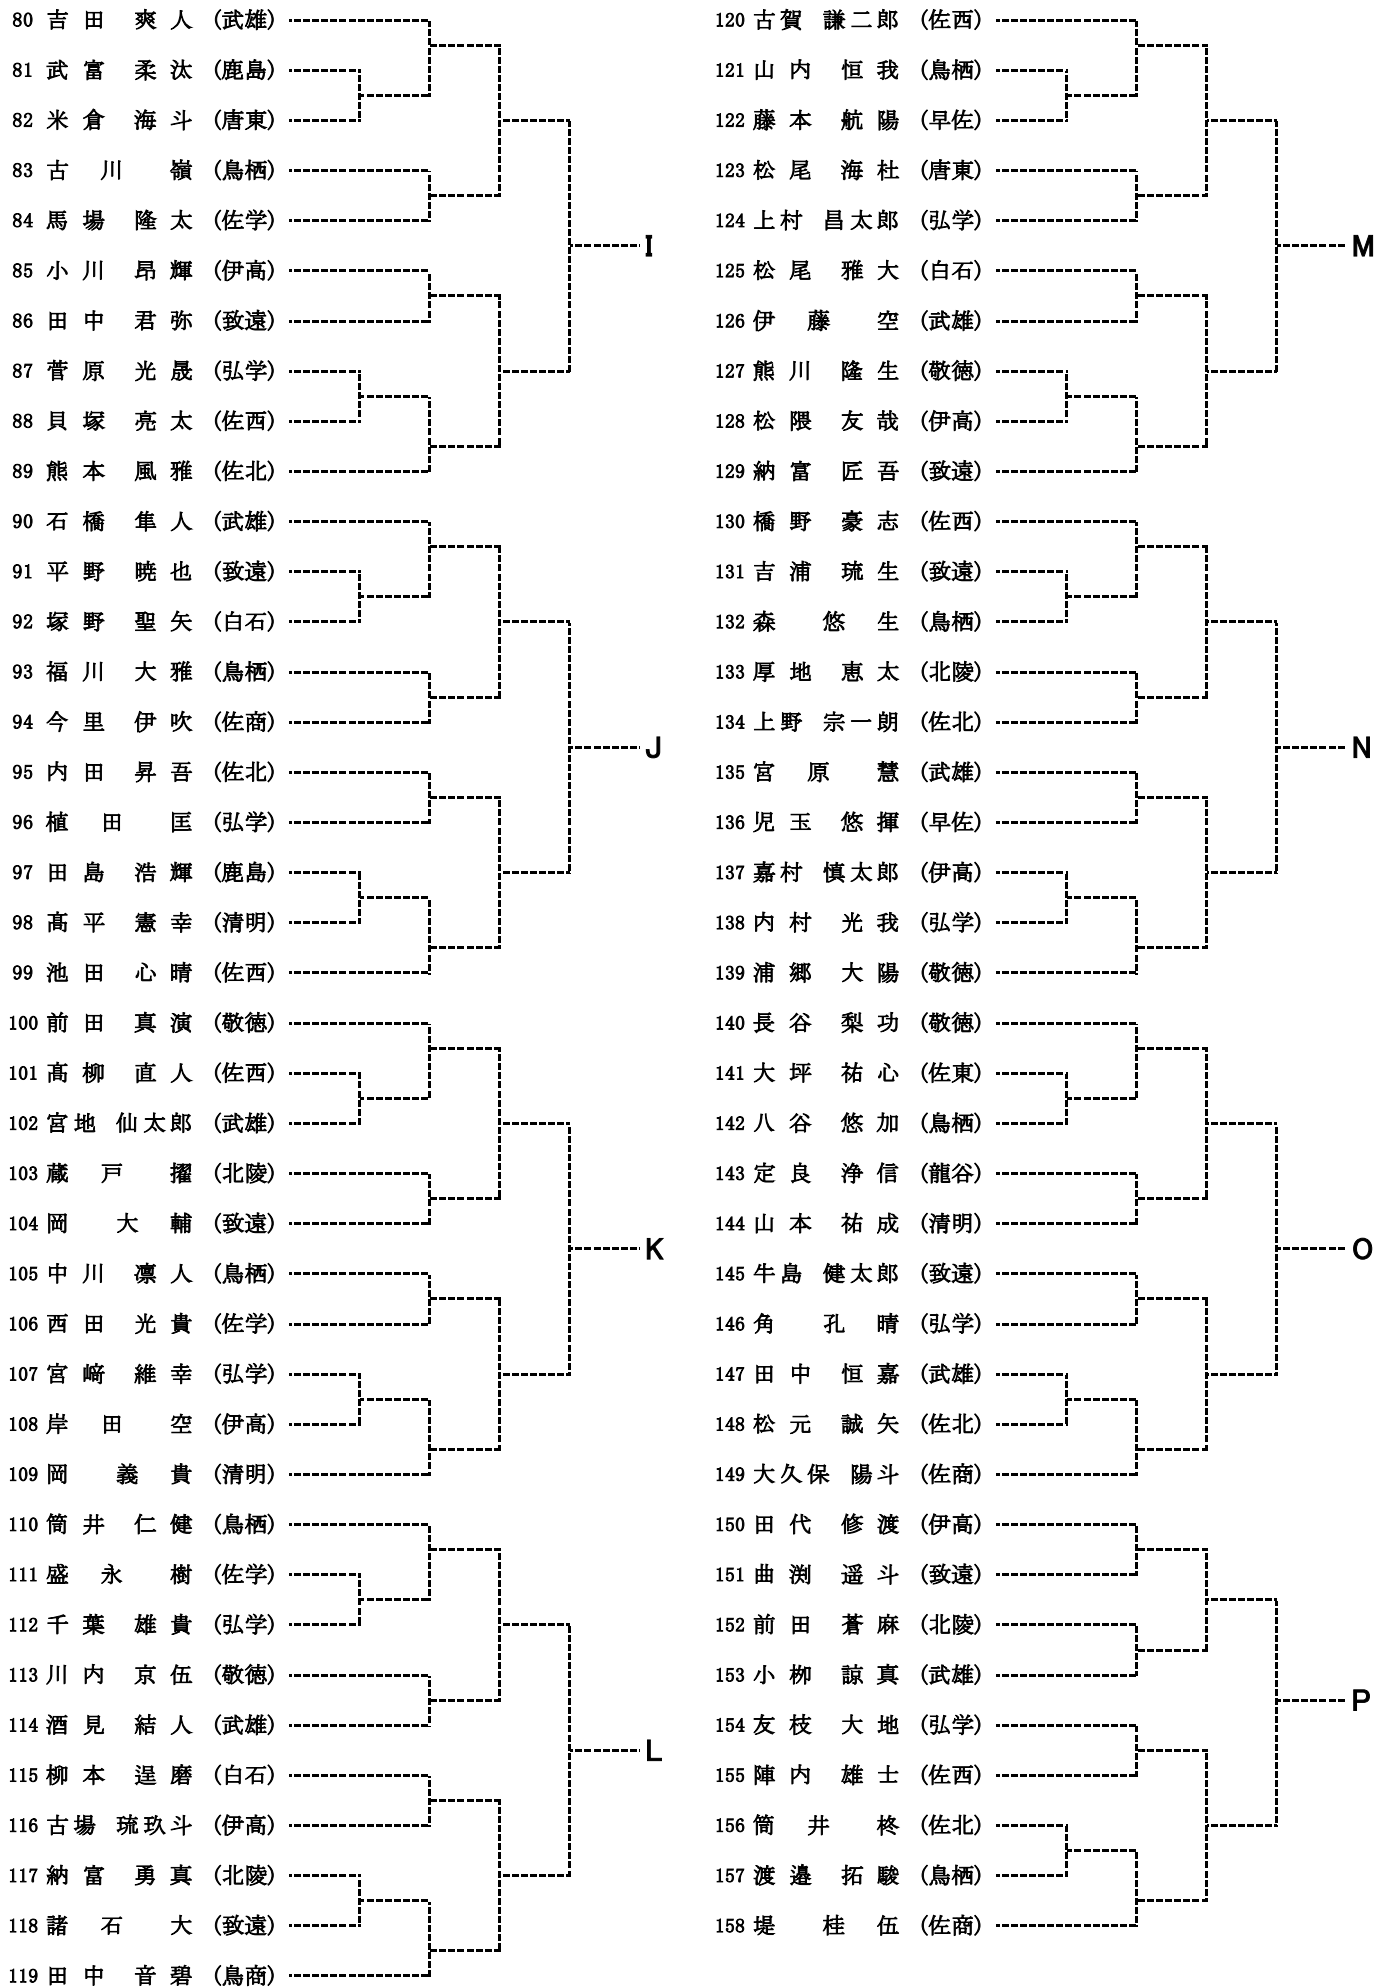 80 吉田 爽人 (武雄)
81 武富 柔汰 (鹿島)
82 米倉 海斗 (唐東)
83 古川 嶺 (鳥栖)
84 馬場 隆太 (佐学)
I
85 小川 昂輝 (伊高)
86 田中 君弥 (致遠)
87 菅原 光晟 (弘学)
88 貝塚 亮太 (佐西)
89 熊本 風雅 (佐北)
90 石橋 隼人 (武雄)
91 平野 暁也 (致遠)
92 塚野 聖矢 (白石)
93 福川 大雅 (鳥栖)
94 今里 伊吹 (佐商)
J
95 内田 昇吾 (佐北)
96 植田 匡 (弘学)
97 田島 浩輝 (鹿島)
98 髙平 憲幸 (清明)
99 池田 心晴 (佐西)
100 前田 真演 (敬徳)
101 髙柳 直人 (佐西)
102 宮地 仙太郎 (武雄)
103 蔵戸 擢 (北陵)
104 岡 大輔 (致遠)
K
105 中川 凛人 (鳥栖)
106 西田 光貴 (佐学)
107 宮﨑 維幸 (弘学)
108 岸田 空 (伊高)
109 岡 義貴 (清明)
110 筒井 仁健 (鳥栖)
111 盛永 樹 (佐学)
112 千葉 雄貴 (弘学)
113 川内 京伍 (敬徳)
114 酒見 結人 (武雄)
L
115 柳本 逞磨 (白石)
116 古場 琉玖斗 (伊高)
117 納富 勇真 (北陵)
118 諸石 大 (致遠)
119 田中 音碧 (鳥商)
120 古賀 謙二郎 (佐西)
121 山内 恒我 (鳥栖)
122 藤本 航陽 (早佐)
123 松尾 海杜 (唐東)
124 上村 昌太郎 (弘学)
M
125 松尾 雅大 (白石)
126 伊藤 空 (武雄)
127 熊川 隆生 (敬徳)
128 松隈 友哉 (伊高)
129 納富 匠吾 (致遠)
130 橋野 豪志 (佐西)
131 吉浦 琉生 (致遠)
132 森 悠生 (鳥栖)
133 厚地 恵太 (北陵)
134 上野 宗一朗 (佐北)
N
135 宮原 慧 (武雄)
136 児玉 悠揮 (早佐)
137 嘉村 慎太郎 (伊高)
138 内村 光我 (弘学)
139 浦郷 大陽 (敬徳)
140 長谷 梨功 (敬徳)
141 大坪 祐心 (佐東)
142 八谷 悠加 (鳥栖)
143 定良 浄信 (龍谷)
144 山本 祐成 (清明)
O
145 牛島 健太郎 (致遠)
146 角 孔晴 (弘学)
147 田中 恒嘉 (武雄)
148 松元 誠矢 (佐北)
149 大久保 陽斗 (佐商)
150 田代 修渡 (伊高)
151 曲渕 遥斗 (致遠)
152 前田 蒼麻 (北陵)
153 小栁 諒真 (武雄)
P
154 友枝 大地 (弘学)
155 陣内 雄士 (佐西)
156 筒井 柊 (佐北)
157 渡邉 拓駿 (鳥栖)
158 堤 桂伍 (佐商)